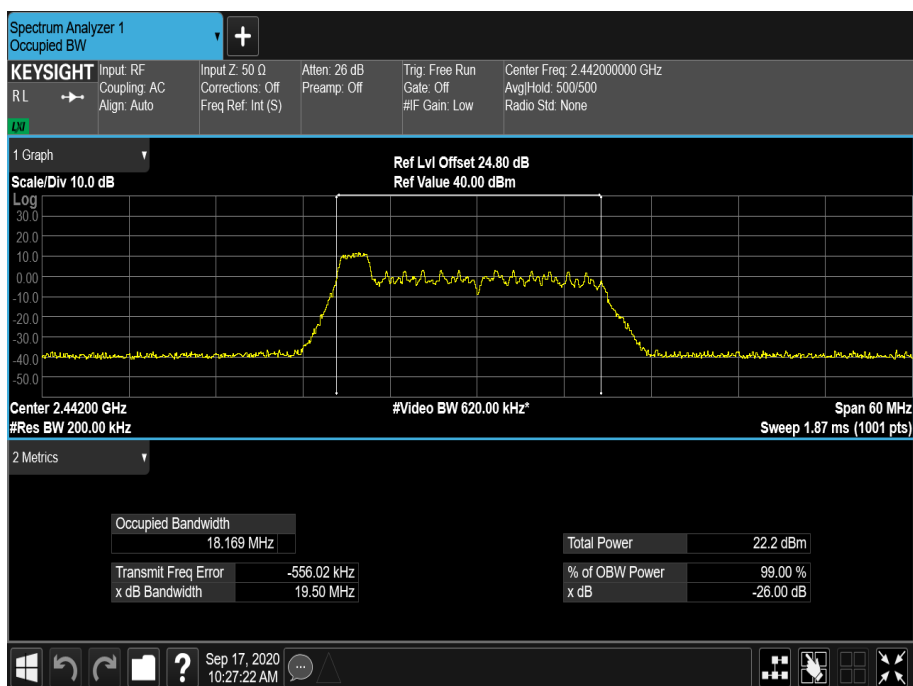 Spectrum Analyzer 1
Occupied BW
+
KEYSIGHT
RL
LXI
Input: RF
Coupling: AC
Align: Auto
Input Z: 50 Ω
Corrections: Off
Freq Ref: Int (S)
Atten: 26 dB
Preamp: Off
Trig: Free Run
Gate: Off
#IF Gain: Low
Center Freq: 2.442000000 GHz
Avg|Hold: 500/500
Radio Std: None
1 Graph
Scale/Div 10.0 dB
Ref Lvl Offset 24.80 dB
Ref Value 40.00 dBm
Log
30.0
20.0
10.0
0.00
-10.0
-20.0
-30.0
-40.0
-50.0
Center 2.44200 GHz
#Video BW 620.00 kHz*
Span 60 MHz
#Res BW 200.00 kHz
Sweep 1.87 ms (1001 pts)
2 Metrics
Occupied Bandwidth
18.169 MHz
Total Power 22.2 dBm
Transmit Freq Error -556.02 kHz
% of OBW Power 99.00 %
x dB Bandwidth 19.50 MHz
x dB -26.00 dB
?
Sep 17, 2020
10:27:22 AM